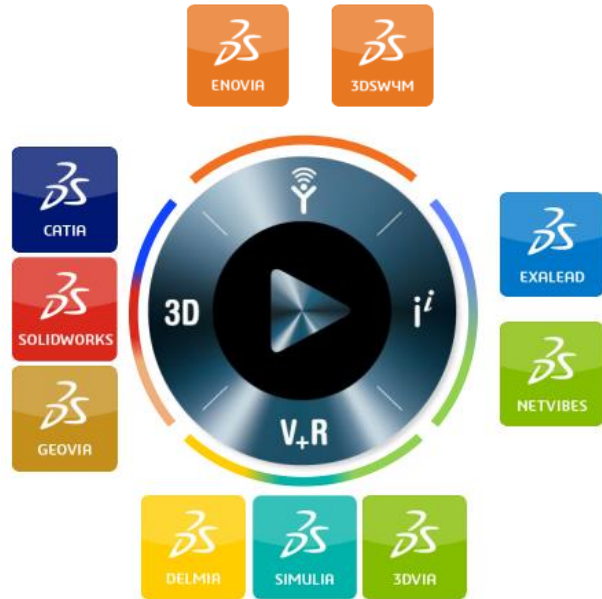 ENOVIA
3DSW4M
CATIA
SOLIDWORKS
GEOVIA
3D
i i
V+R
EXALEAD
NETVIBES
DELMIA
SIMULIA
3DVIA